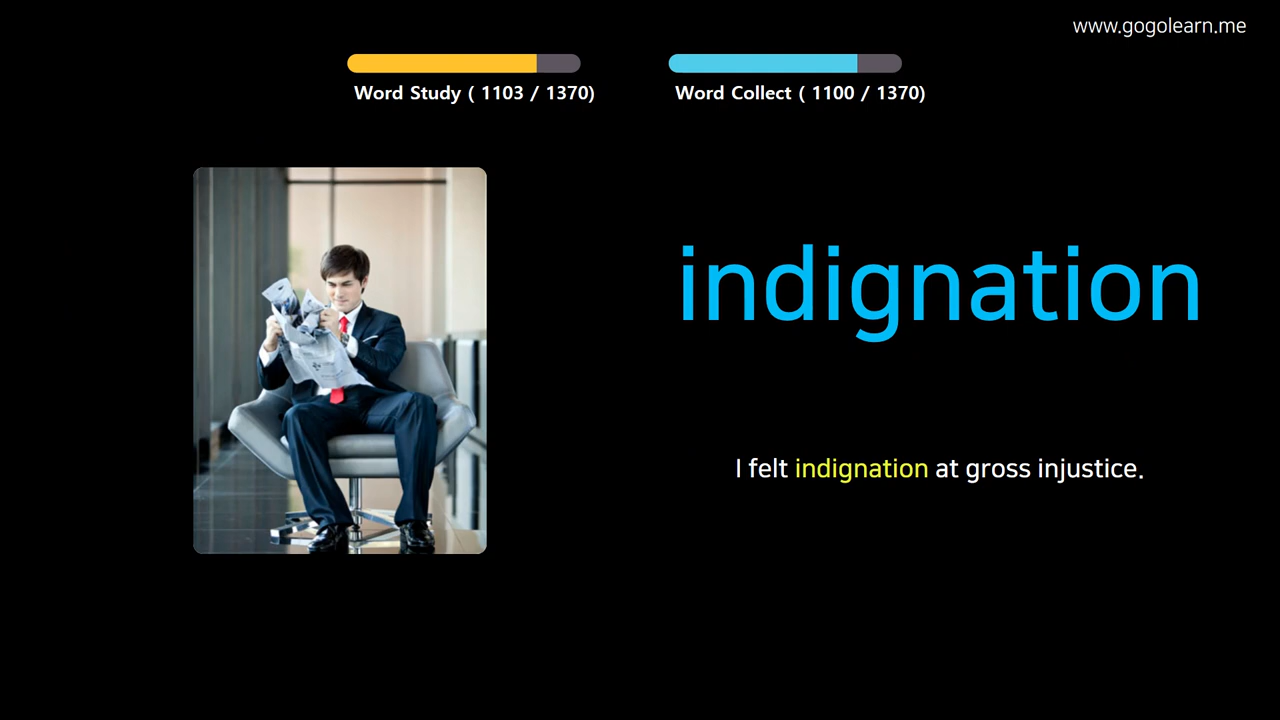 www.gogolearn.me
Word Study ( 1103 / 1370)
Word Collect ( 1100 / 1370)
indignation
I felt indignation at gross injustice.